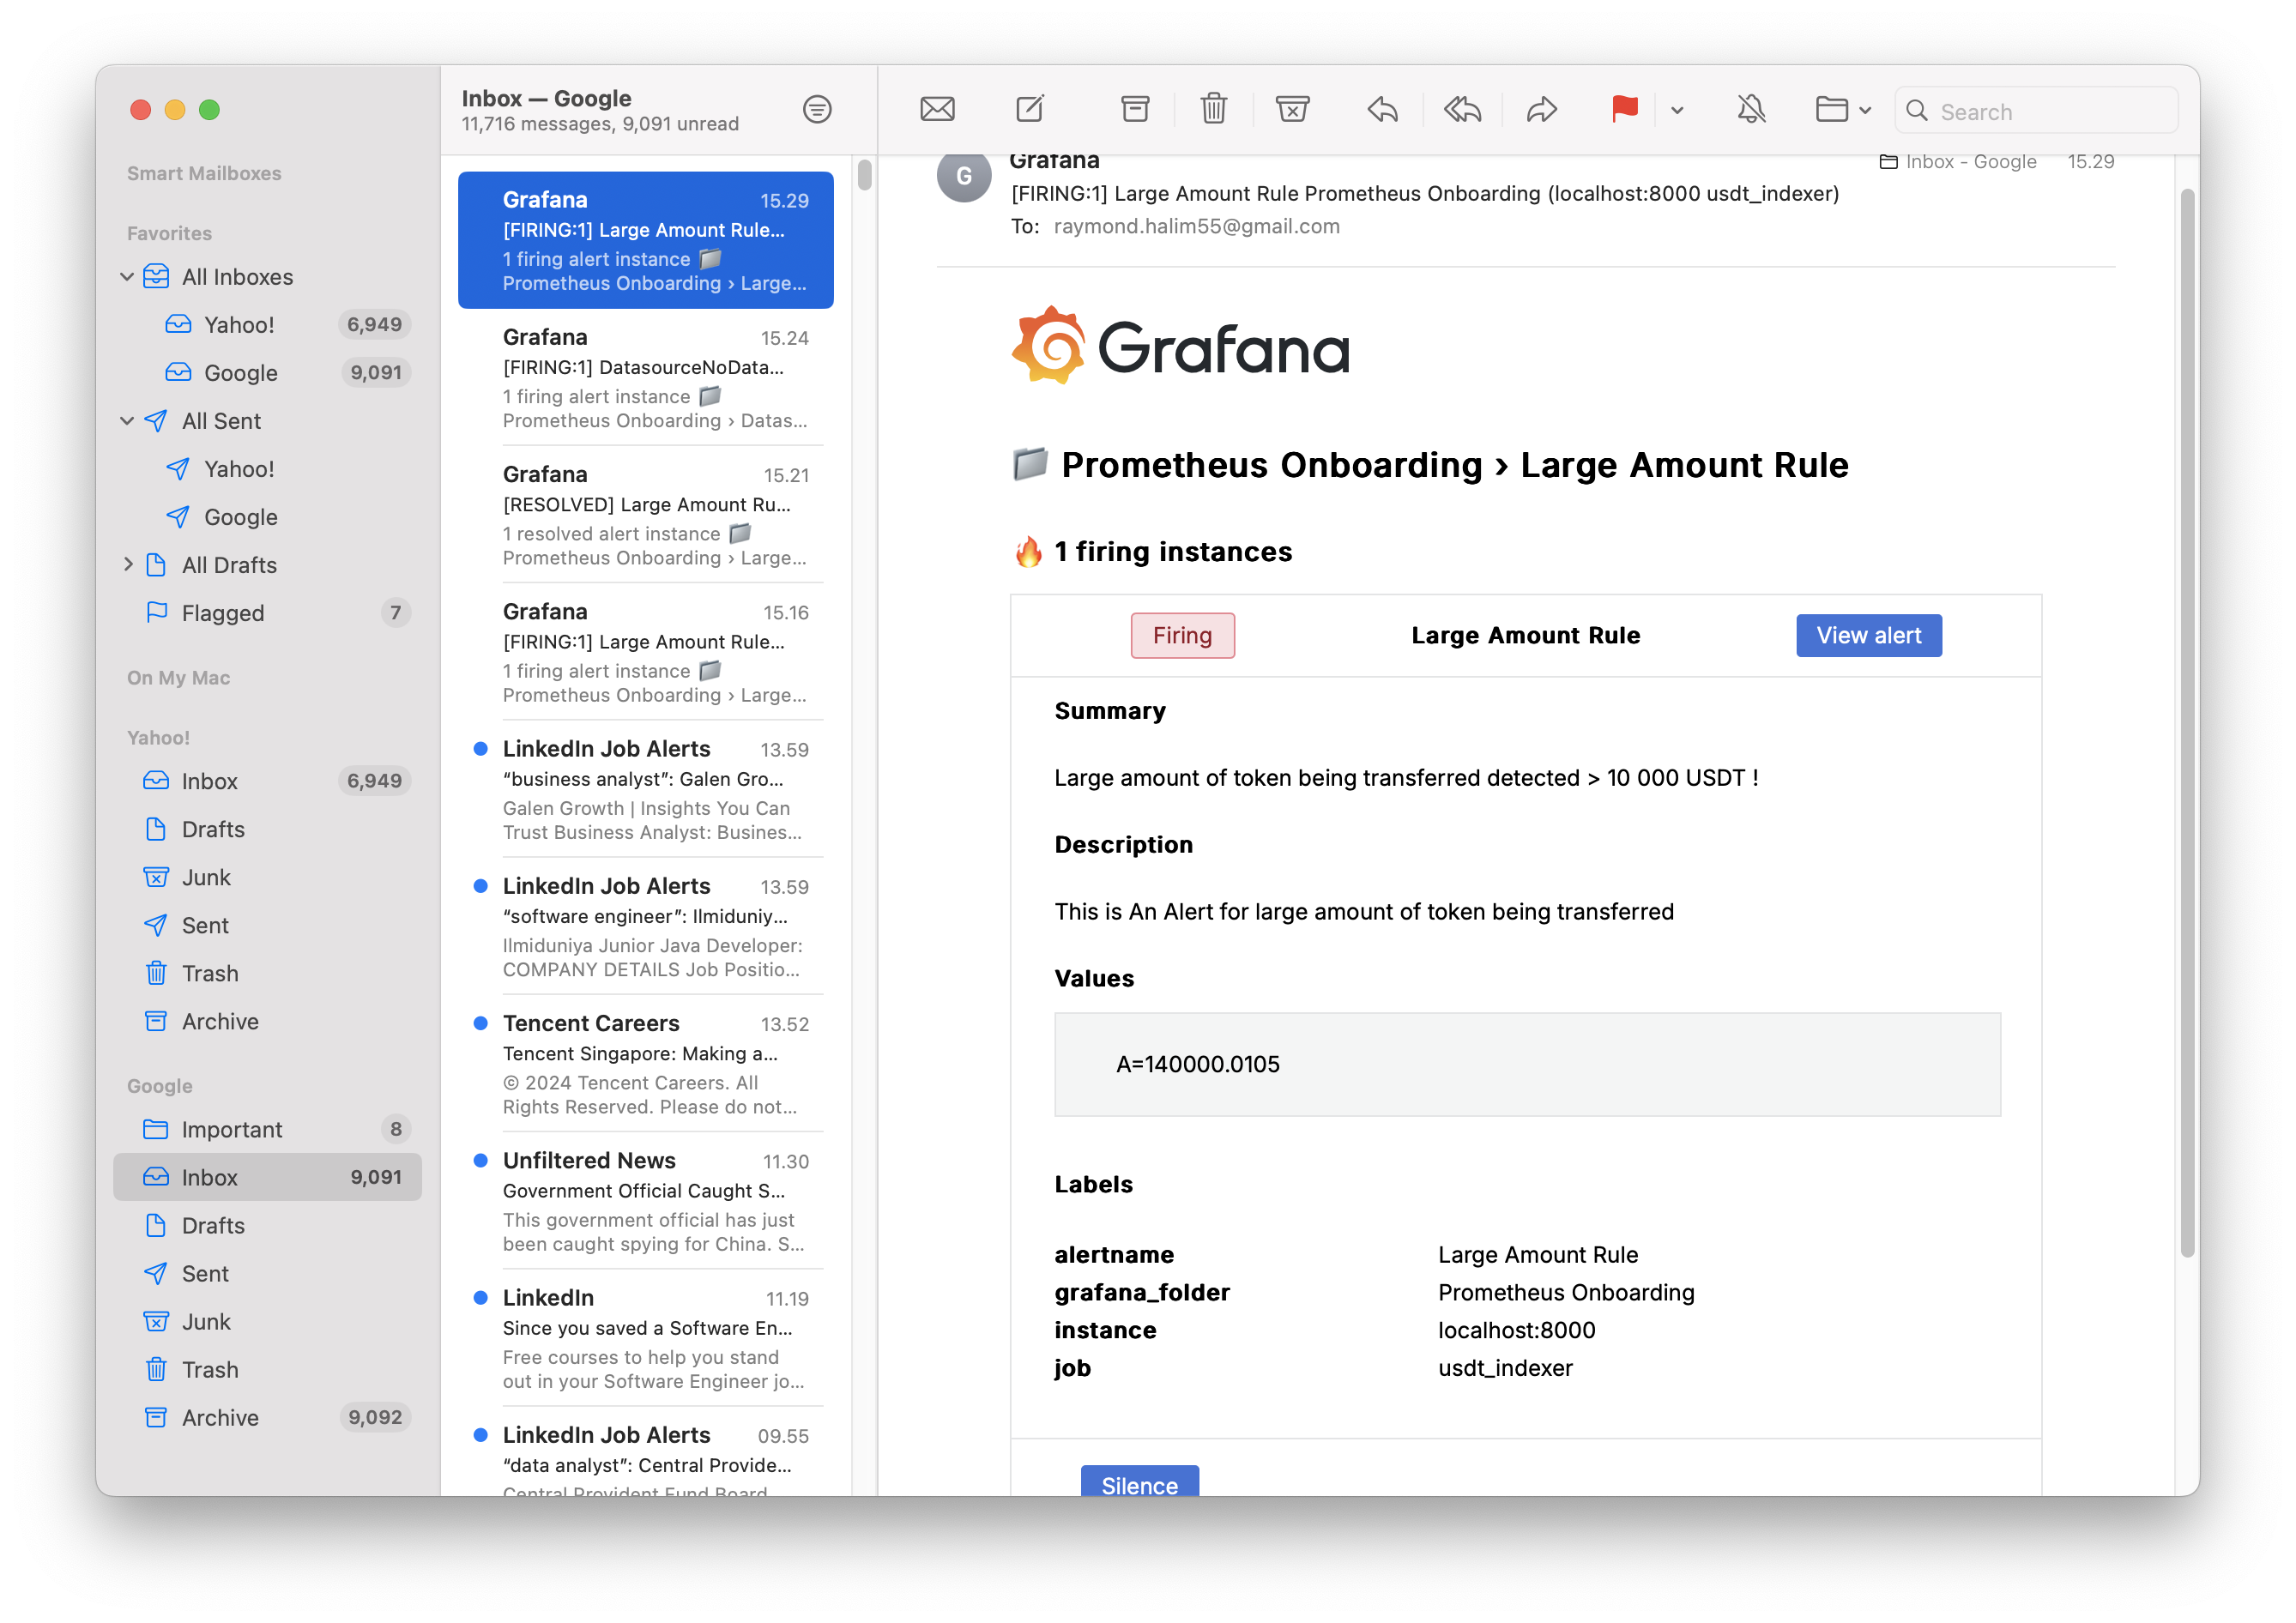 Smart Mailboxes
Favorites
All Inboxes
Yahoo! 6,949
Google 9,091
All Sent
Yahoo!
Google
All Drafts
Flagged 7
On My Mac
Yahoo!
Inbox 6,949
Drafts
Junk
Sent
Trash
Archive
Google
Important 8
Inbox 9,091
Drafts
Sent
Junk
Trash
Archive 9,092
Inbox — Google
11,716 messages, 9,091 unread
Grafana 15.29
[FIRING:1] Large Amount Rule...
1 firing alert instance
Prometheus Onboarding › Large...
Grafana 15.24
[FIRING:1] DatasourceNoData...
1 firing alert instance
Prometheus Onboarding › Datas...
Grafana 15.21
[RESOLVED] Large Amount Ru...
1 resolved alert instance
Prometheus Onboarding › Large...
Grafana 15.16
[FIRING:1] Large Amount Rule...
1 firing alert instance
Prometheus Onboarding › Large...
LinkedIn Job Alerts 13.59
“business analyst”: Galen Gro...
Galen Growth | Insights You Can
Trust Business Analyst: Busines...
LinkedIn Job Alerts 13.59
“software engineer”: Ilmiduniy...
Ilmiduniya Junior Java Developer:
COMPANY DETAILS Job Positio...
Tencent Careers 13.52
Tencent Singapore: Making a...
© 2024 Tencent Careers. All
Rights Reserved. Please do not...
Unfiltered News 11.30
Government Official Caught S...
This government official has just
been caught spying for China. S...
LinkedIn 11.19
Since you saved a Software En...
Free courses to help you stand
out in your Software Engineer jo...
LinkedIn Job Alerts 09.55
“data analyst”: Central Provide...
Central Provident Fund Board
Search
G
Grafana Inbox - Google 15.29
[FIRING:1] Large Amount Rule Prometheus Onboarding (localhost:8000 usdt_indexer)
To: raymond.halim55@gmail.com
Grafana
Prometheus Onboarding › Large Amount Rule
1 firing instances
Firing Large Amount Rule View alert
Summary
Large amount of token being transferred detected > 10 000 USDT !
Description
This is An Alert for large amount of token being transferred
Values
A=140000.0105
Labels
alertname Large Amount Rule
grafana_folder Prometheus Onboarding
instance localhost:8000
job usdt_indexer
Silence